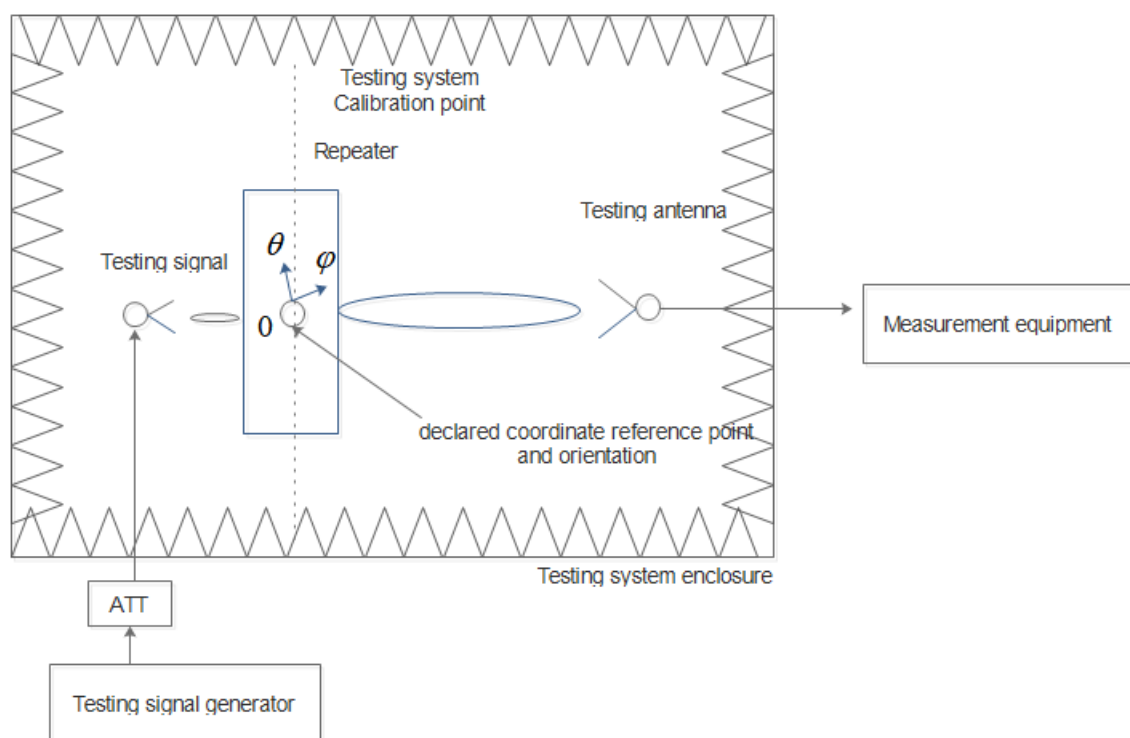 Testing system
Calibration point
Repeater
Testing antenna
θ
φ
Testing signal
0
Measurement equipment
declared coordinate reference point
and orientation
Testing system enclosure
ATT
Testing signal generator